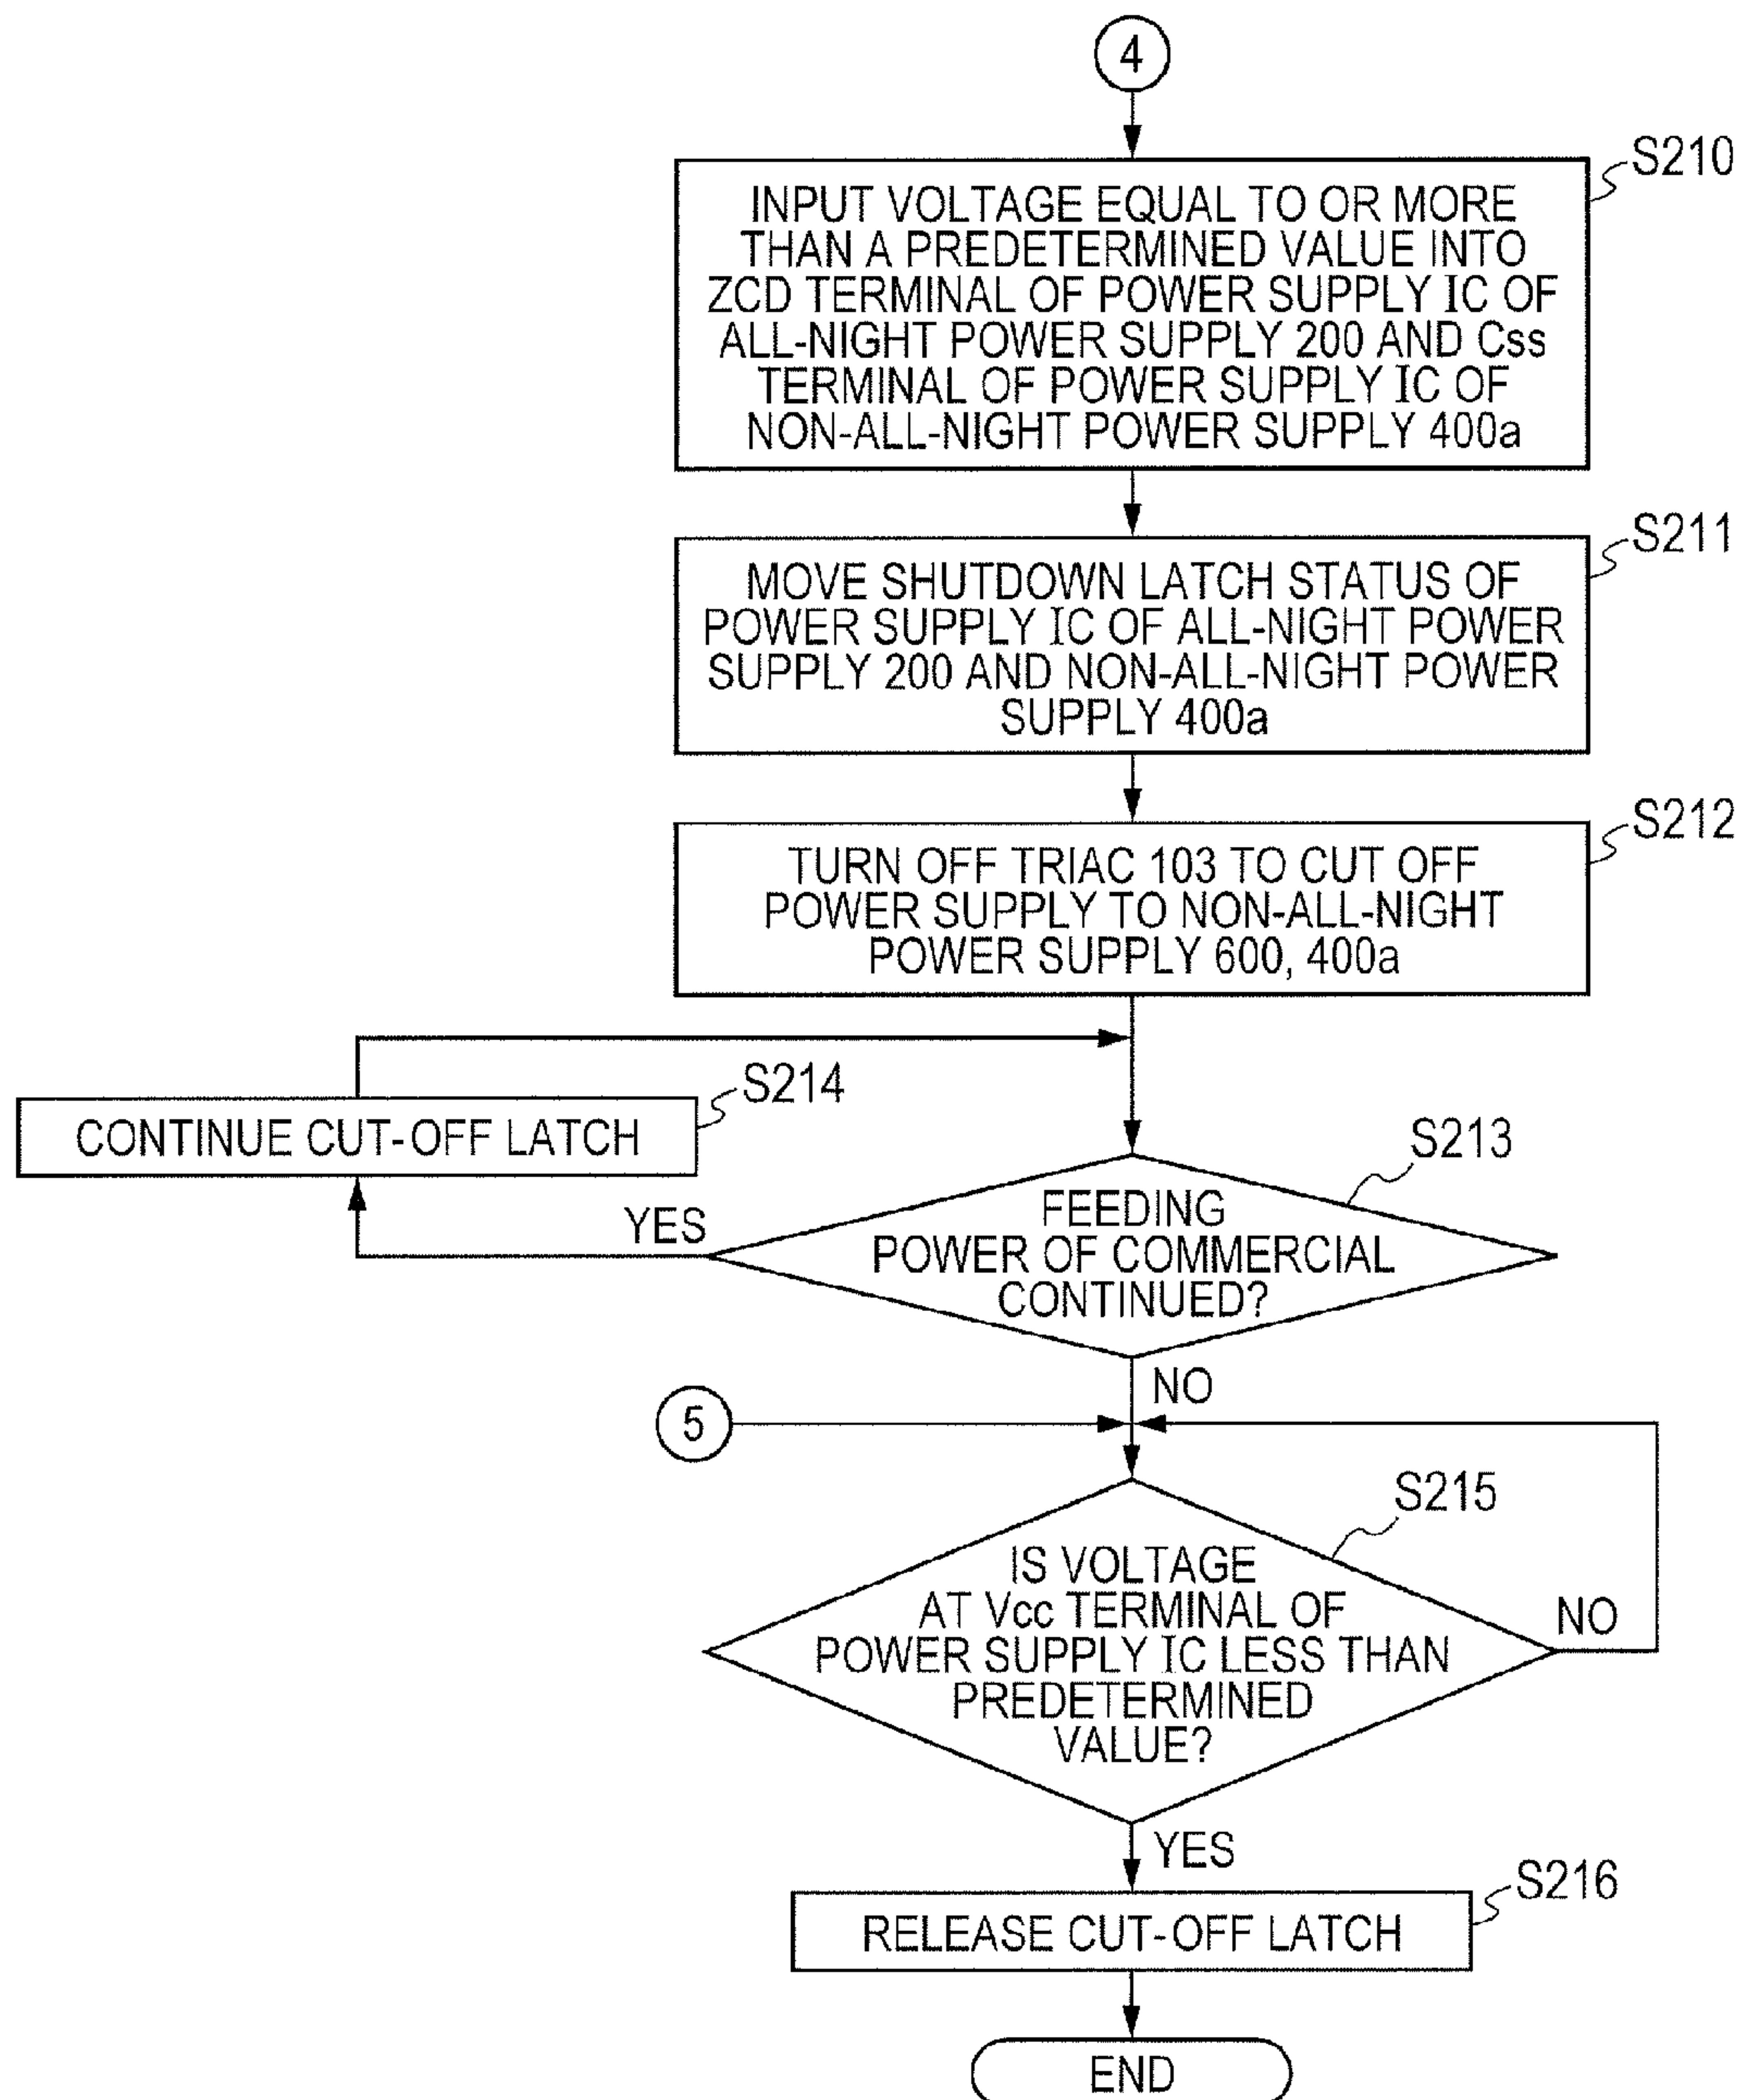 4
S210
INPUT VOLTAGE EQUAL TO OR MORE
THAN A PREDETERMINED VALUE INTO
ZCD TERMINAL OF POWER SUPPLY IC OF
ALL-NIGHT POWER SUPPLY 200 AND Css
TERMINAL OF POWER SUPPLY IC OF
NON-ALL-NIGHT POWER SUPPLY 400a
S211
MOVE SHUTDOWN LATCH STATUS OF
POWER SUPPLY IC OF ALL-NIGHT POWER
SUPPLY 200 AND NON-ALL-NIGHT POWER
SUPPLY 400a
S212
TURN OFF TRIAC 103 TO CUT OFF
POWER SUPPLY TO NON-ALL-NIGHT
POWER SUPPLY 600, 400a
S214
CONTINUE CUT-OFF LATCH
S213
YES
FEEDING
POWER OF COMMERCIAL
CONTINUED?
NO
5
S215
IS VOLTAGE
AT Vcc TERMINAL OF
POWER SUPPLY IC LESS THAN
PREDETERMINED
VALUE?
NO
YES
S216
RELEASE CUT-OFF LATCH
END